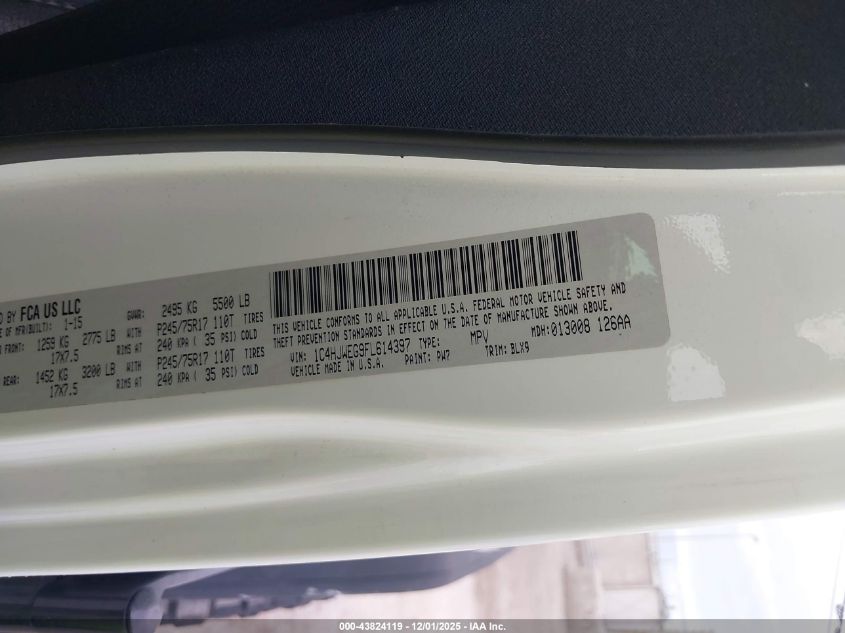 D BY FCA US LLC
E OF MFR(BUILT): 1-15 GVWR: 2495 KG 5500 LB
FRONT: 1259 KG 2775 LB WITH P245/75R17 110T TIRES
17X7.5 RIMS AT 240 KPA ( 35 PSI) COLD
REAR: 1452 KG 3200 LB WITH P245/75R17 110T TIRES
17X7.5 RIMS AT 240 KPA ( 35 PSI) COLD
THIS VEHICLE CONFORMS TO ALL APPLICABLE U.S.A. FEDERAL MOTOR VEHICLE SAFETY AND
THEFT PREVENTION STANDARDS IN EFFECT ON THE DATE OF MANUFACTURE SHOWN ABOVE.
VIN: 1C4HJWEG9FL614397 TYPE: MPV MDH:013008 126AA
VEHICLE MADE IN U.S.A. PAINT: PW7 TRIM: BLX9
000-43824119 - 12/01/2025 - IAA Inc.